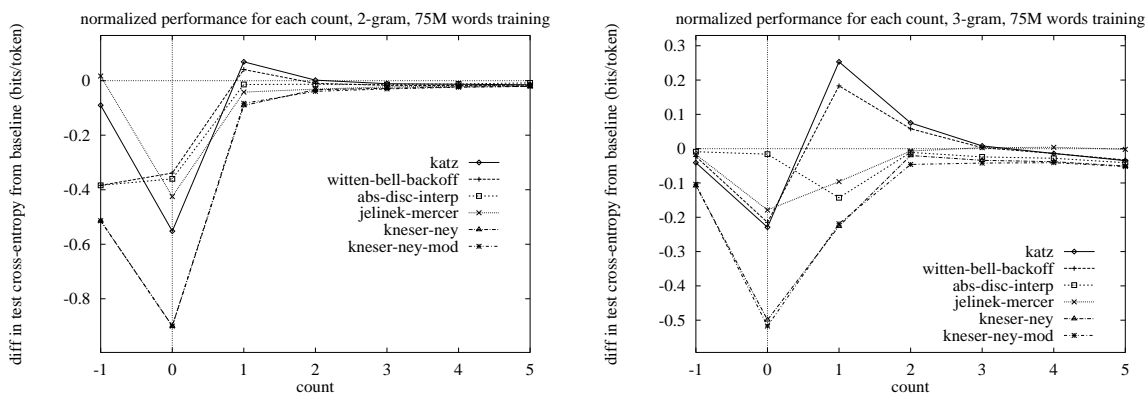 normalized performance for each count, 2-gram, 75M words training
diff in test cross-entropy from baseline (bits/token)
0
-0.2
-0.4
-0.6
-0.8
katz
witten-bell-backoff
abs-disc-interp
jelinek-mercer
kneser-ney
kneser-ney-mod
-1 0 1 2 3 4 5
count
normalized performance for each count, 3-gram, 75M words training
diff in test cross-entropy from baseline (bits/token)
0.3
0.2
0.1
0
-0.1
-0.2
-0.3
-0.4
-0.5
katz
witten-bell-backoff
abs-disc-interp
jelinek-mercer
kneser-ney
kneser-ney-mod
-1 0 1 2 3 4 5
count